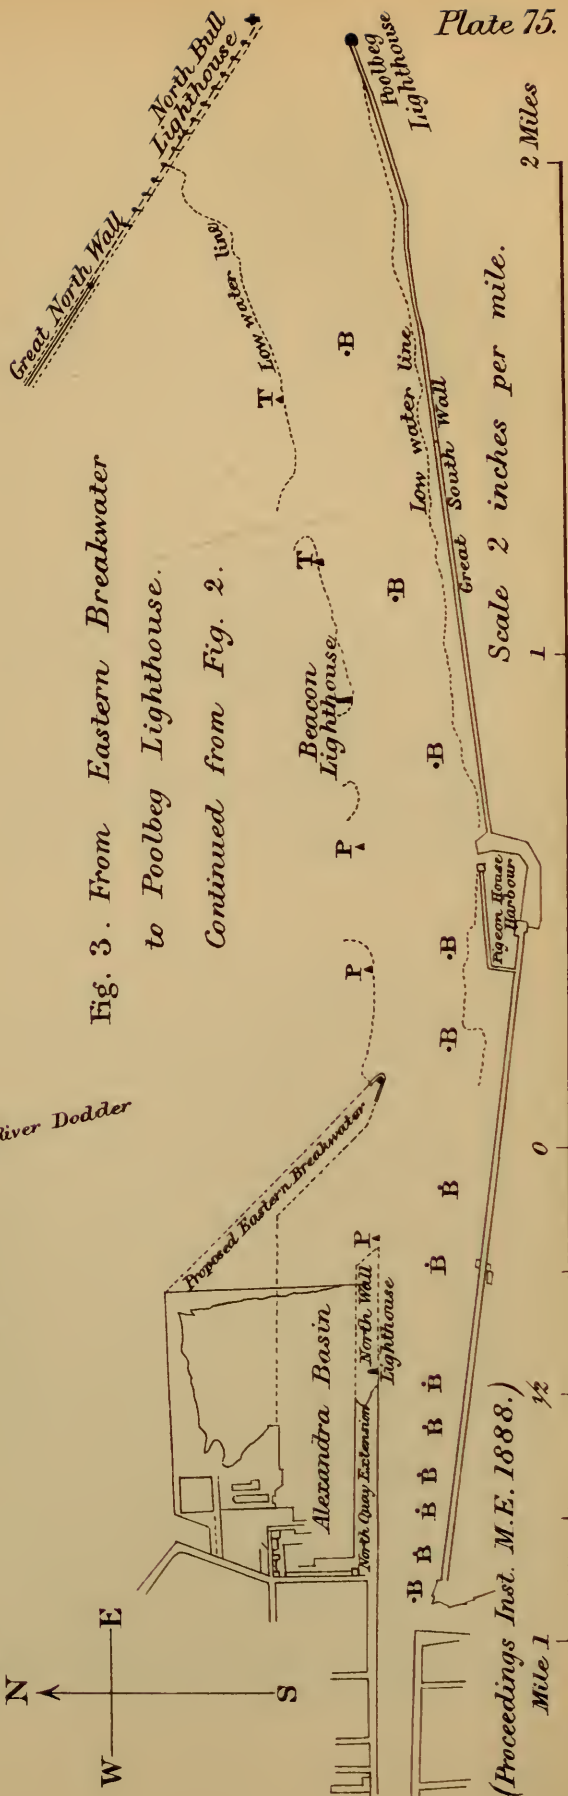 Plate 75.
Fig. 3. From Eastern Breakwater
to Poolbeg Lighthouse.
Continued from Fig. 2.
River Dodder
N
W
E
S
Great North Wall
North Bull
Lighthouse
Poolbeg
Lighthouse
Low water line
T
T
Beacon
Lighthouse
P
P
Proposed Eastern Breakwater
P
North Wall
Lighthouse
Alexandra Basin
North Quay Extension
B
B
B
B
B
B
B
B
B
B
B
B
B
B
Low water line
Great South Wall
Pigeon House
Harbour
Scale 2 inches per mile.
(Proceedings Inst. M.E. 1888.)
Mile 1
½
0
1
2 Miles